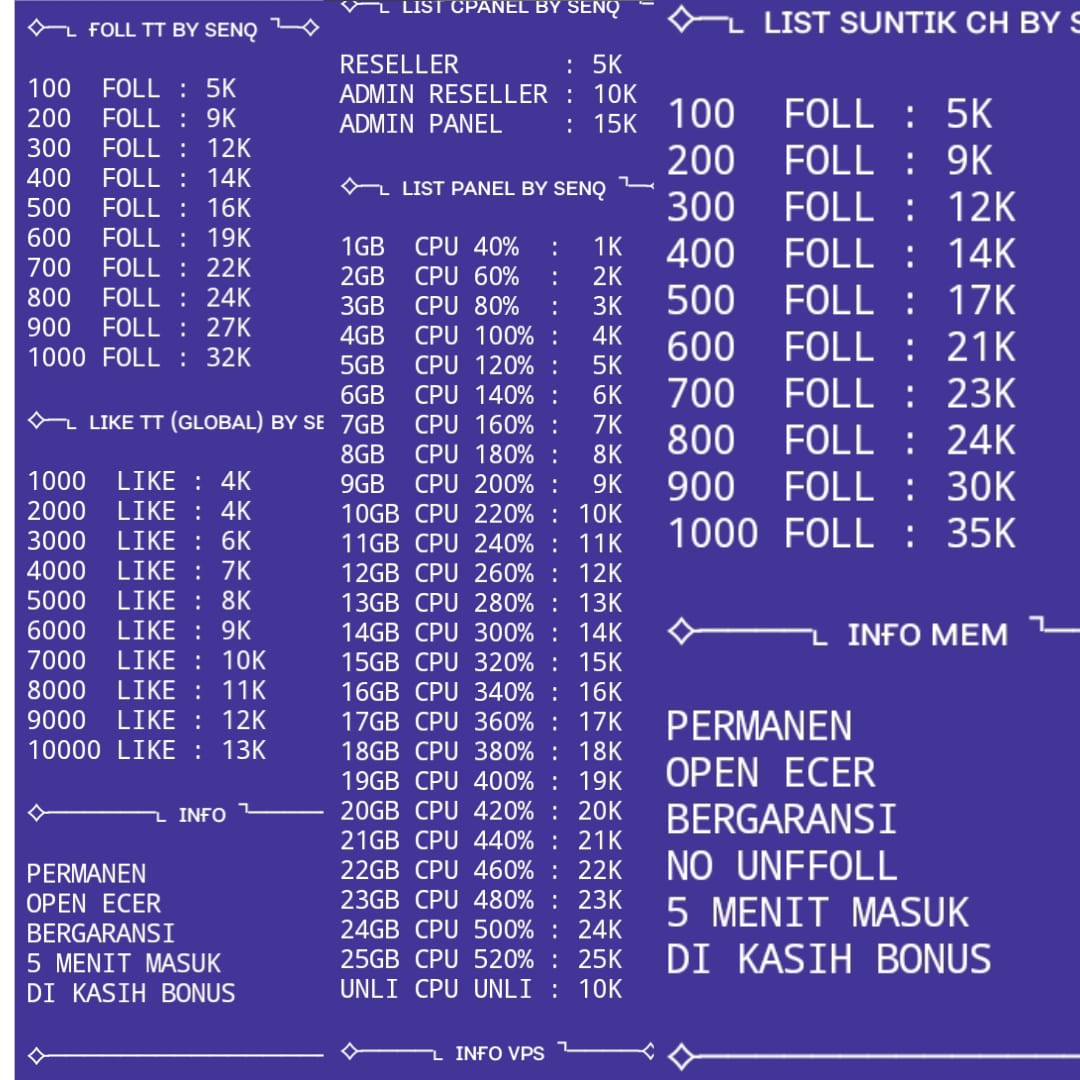 FOLL TT BY SENQ
100 FOLL : 5K
200 FOLL : 9K
300 FOLL : 12K
400 FOLL : 14K
500 FOLL : 16K
600 FOLL : 19K
700 FOLL : 22K
800 FOLL : 24K
900 FOLL : 27K
1000 FOLL : 32K
LIKE TT (GLOBAL) BY SE
1000 LIKE : 4K
2000 LIKE : 4K
3000 LIKE : 6K
4000 LIKE : 7K
5000 LIKE : 8K
6000 LIKE : 9K
7000 LIKE : 10K
8000 LIKE : 11K
9000 LIKE : 12K
10000 LIKE : 13K
INFO
PERMANEN
OPEN ECER
BERGARANSI
5 MENIT MASUK
DI KASIH BONUS
LIST CPANEL BY SENQ
RESELLER : 5K
ADMIN RESELLER : 10K
ADMIN PANEL : 15K
LIST PANEL BY SENQ
1GB CPU 40% : 1K
2GB CPU 60% : 2K
3GB CPU 80% : 3K
4GB CPU 100% : 4K
5GB CPU 120% : 5K
6GB CPU 140% : 6K
7GB CPU 160% : 7K
8GB CPU 180% : 8K
9GB CPU 200% : 9K
10GB CPU 220% : 10K
11GB CPU 240% : 11K
12GB CPU 260% : 12K
13GB CPU 280% : 13K
14GB CPU 300% : 14K
15GB CPU 320% : 15K
16GB CPU 340% : 16K
17GB CPU 360% : 17K
18GB CPU 380% : 18K
19GB CPU 400% : 19K
20GB CPU 420% : 20K
21GB CPU 440% : 21K
22GB CPU 460% : 22K
23GB CPU 480% : 23K
24GB CPU 500% : 24K
25GB CPU 520% : 25K
UNLI CPU UNLI : 10K
INFO VPS
LIST SUNTIK CH BY S
100 FOLL : 5K
200 FOLL : 9K
300 FOLL : 12K
400 FOLL : 14K
500 FOLL : 17K
600 FOLL : 21K
700 FOLL : 23K
800 FOLL : 24K
900 FOLL : 30K
1000 FOLL : 35K
INFO MEM
PERMANEN
OPEN ECER
BERGARANSI
NO UNFFOLL
5 MENIT MASUK
DI KASIH BONUS